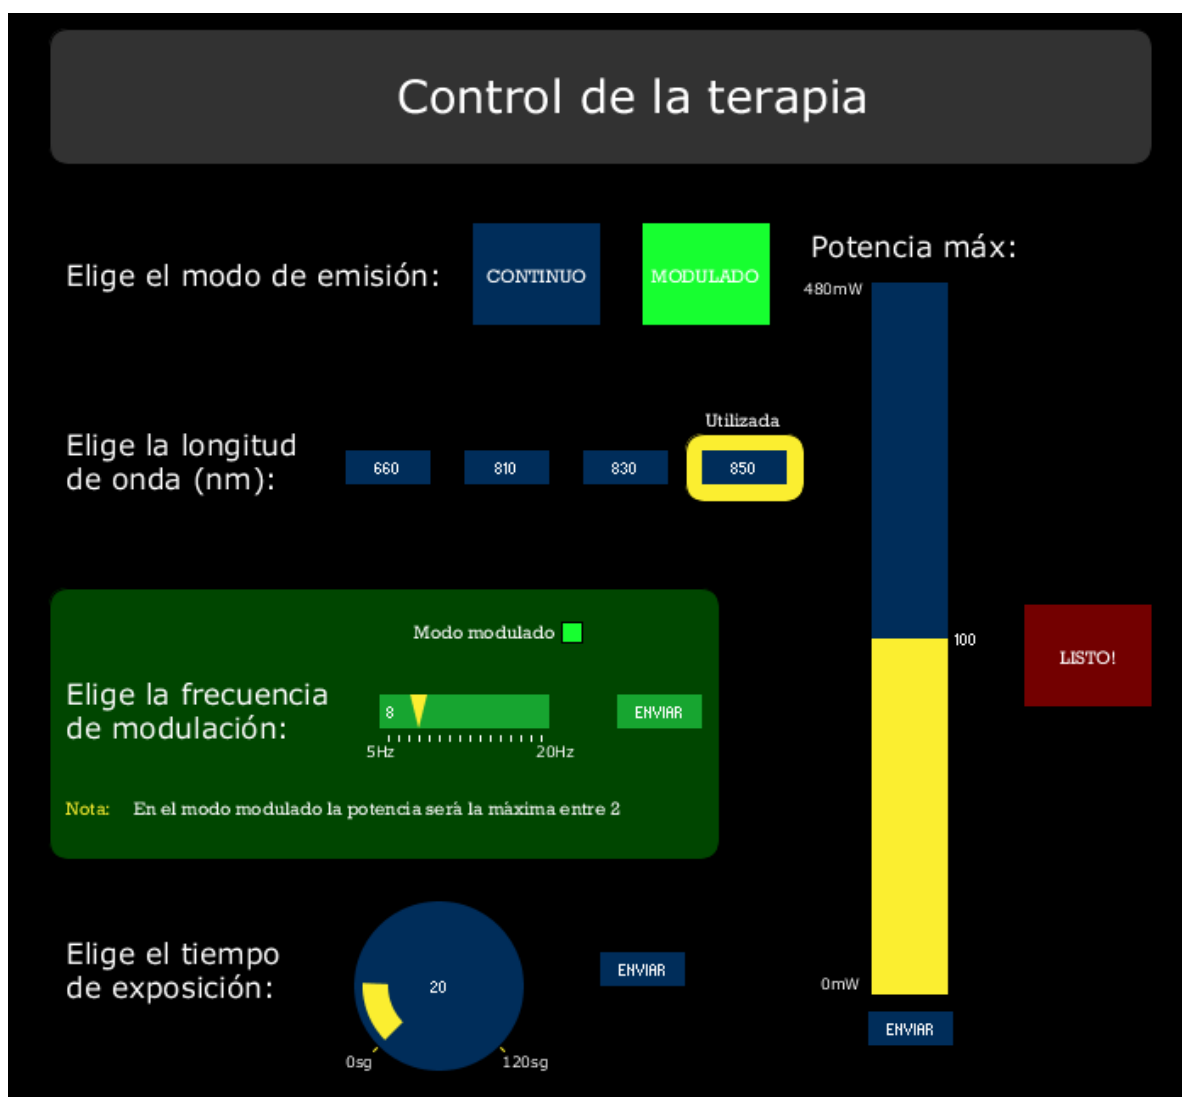 Control de la terapia
Elige el modo de emisión:
CONTINUO
MODULADO
Potencia máx:
480mW
Elige la longitud
de onda (nm):
660
810
830
Utilizada
850
100
LISTO!
Modo modulado
Elige la frecuencia
de modulación:
8
5Hz
20Hz
ENVIAR
Nota: En el modo modulado la potencia será la máxima entre 2
Elige el tiempo
de exposición:
20
0sg
120sg
ENVIAR
0mW
ENVIAR